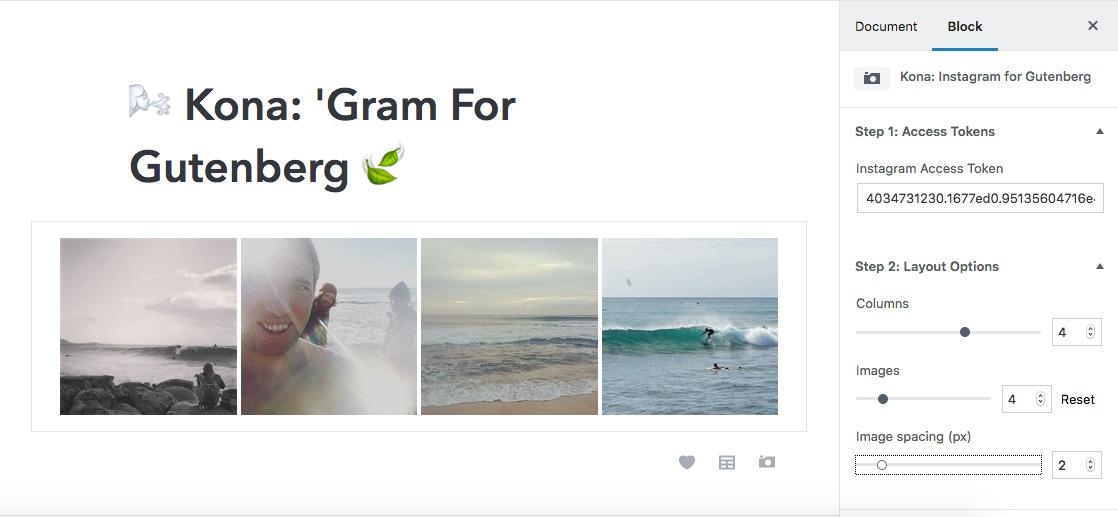 Kona: 'Gram For
Gutenberg
Document Block
Kona: Instagram for Gutenberg
Step 1: Access Tokens
Instagram Access Token
4034731230.1677ed0.95135604716e
Step 2: Layout Options
Columns
4
Images
4 Reset
Image spacing (px)
2